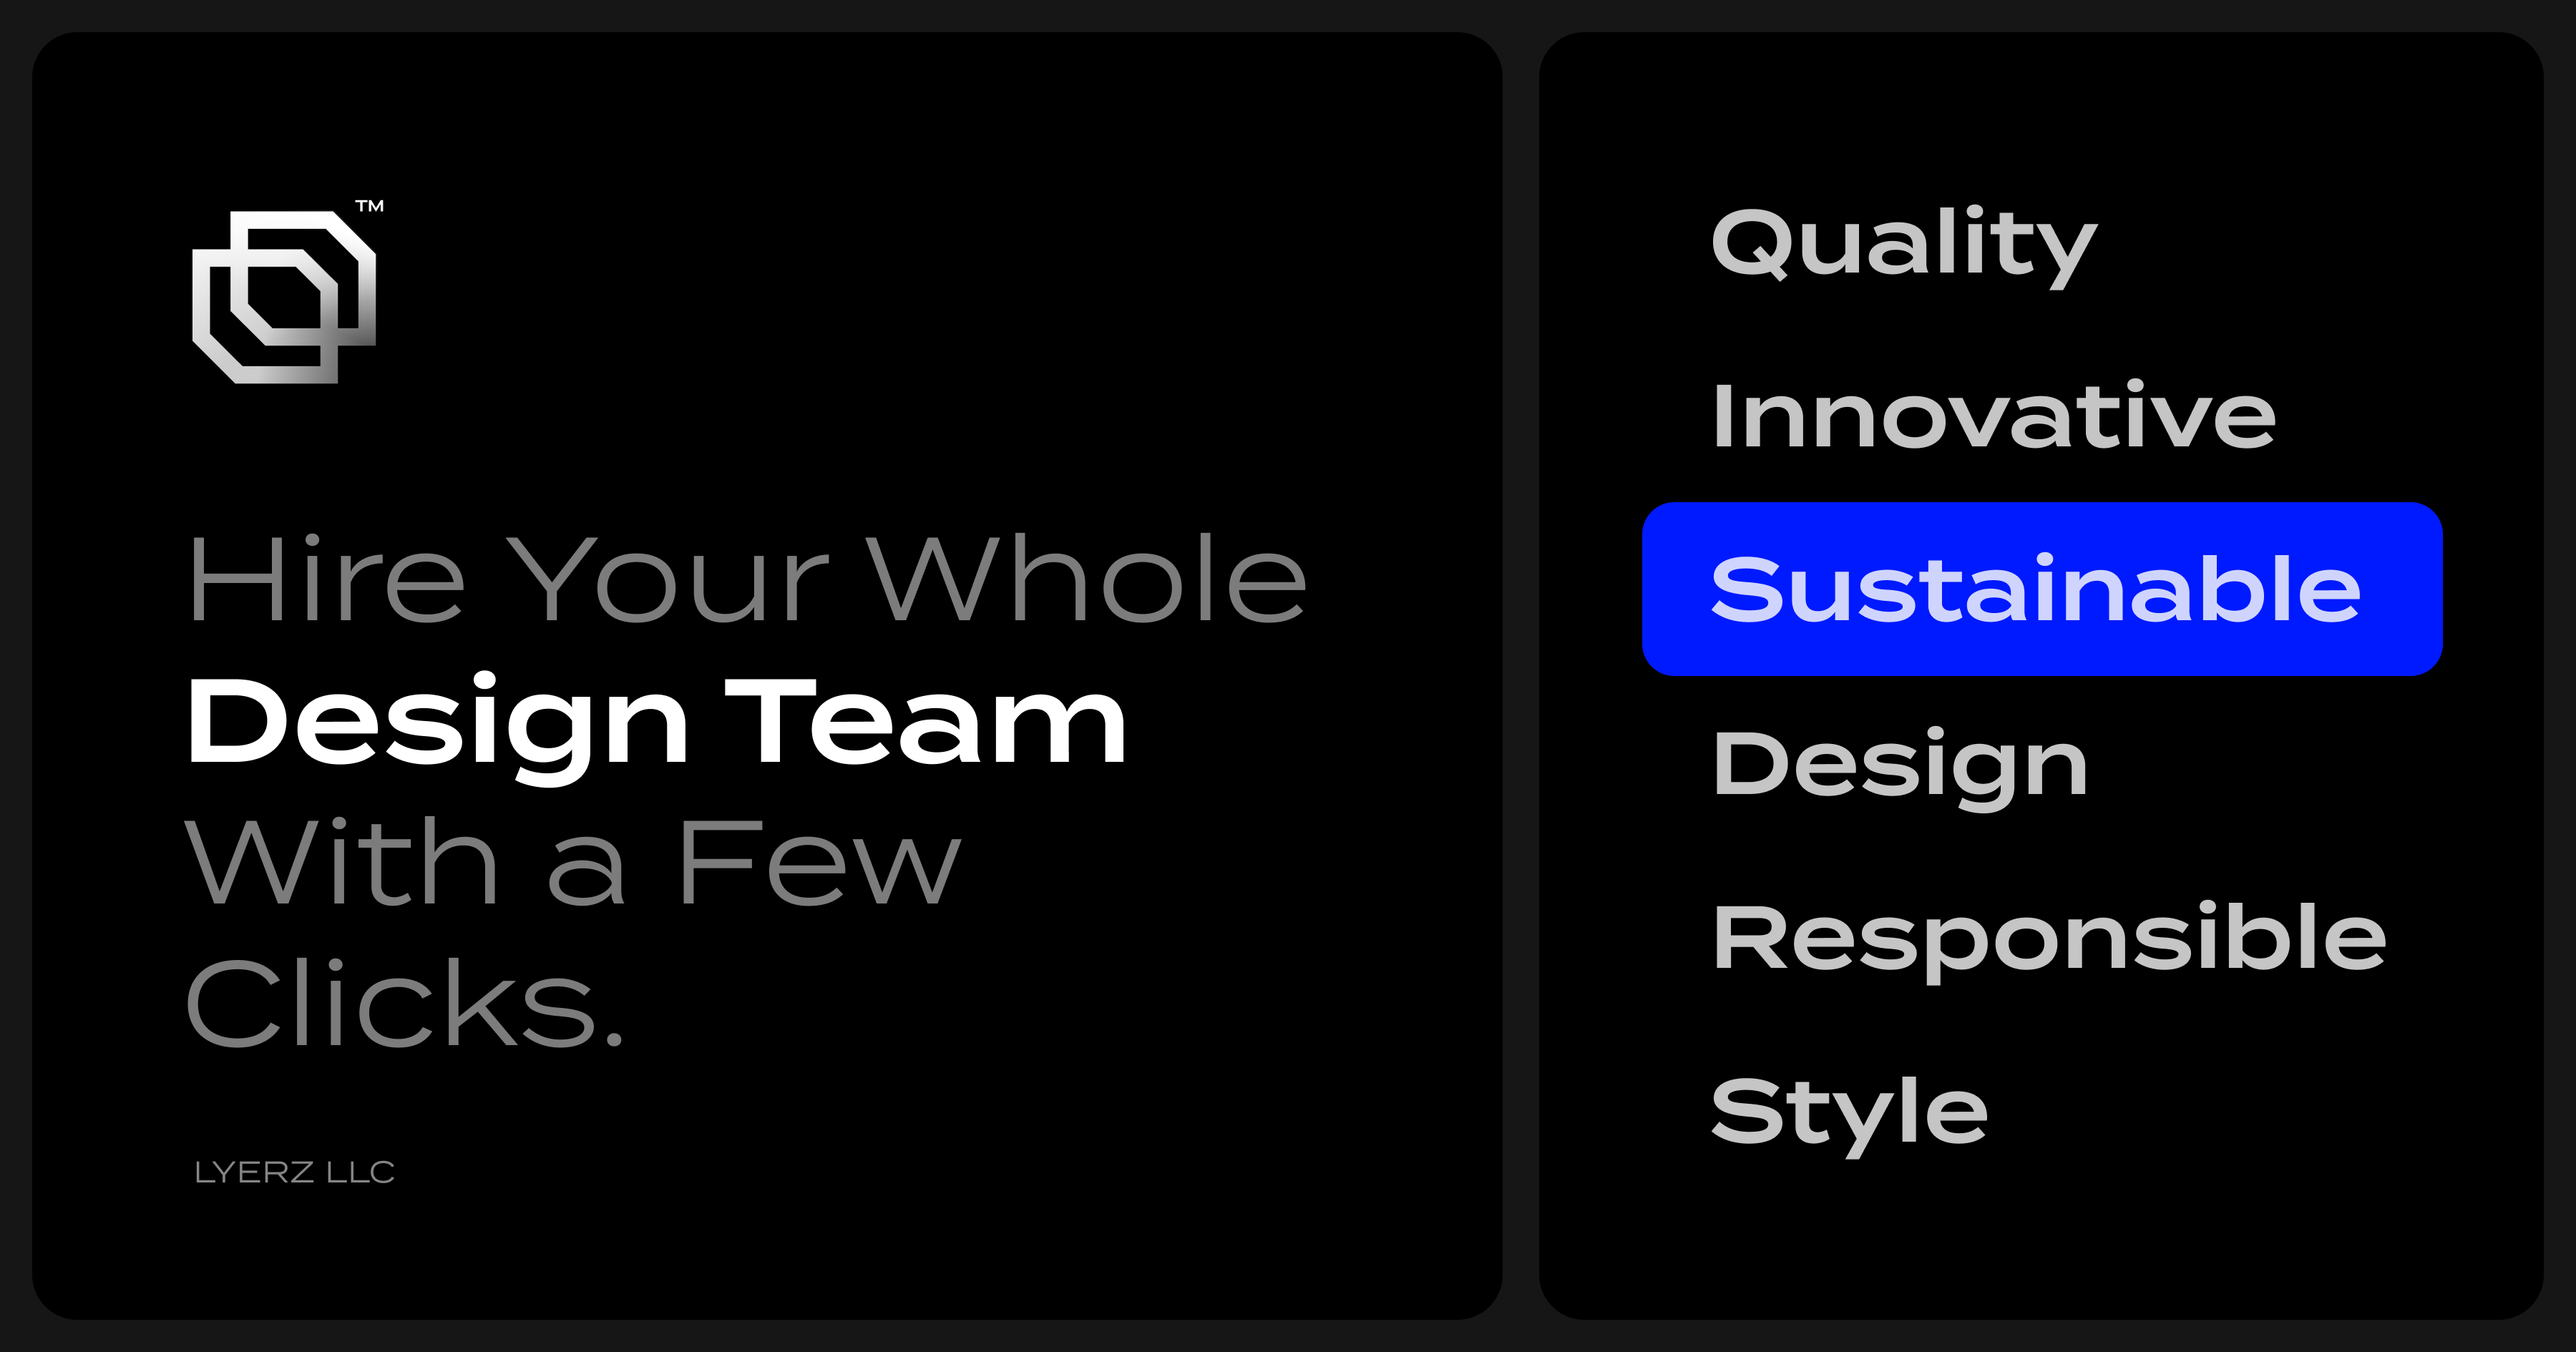 TM
Hire Your Whole
Design Team
With a Few
Clicks.
LYERZ LLC
Quality
Innovative
Sustainable
Design
Responsible
Style